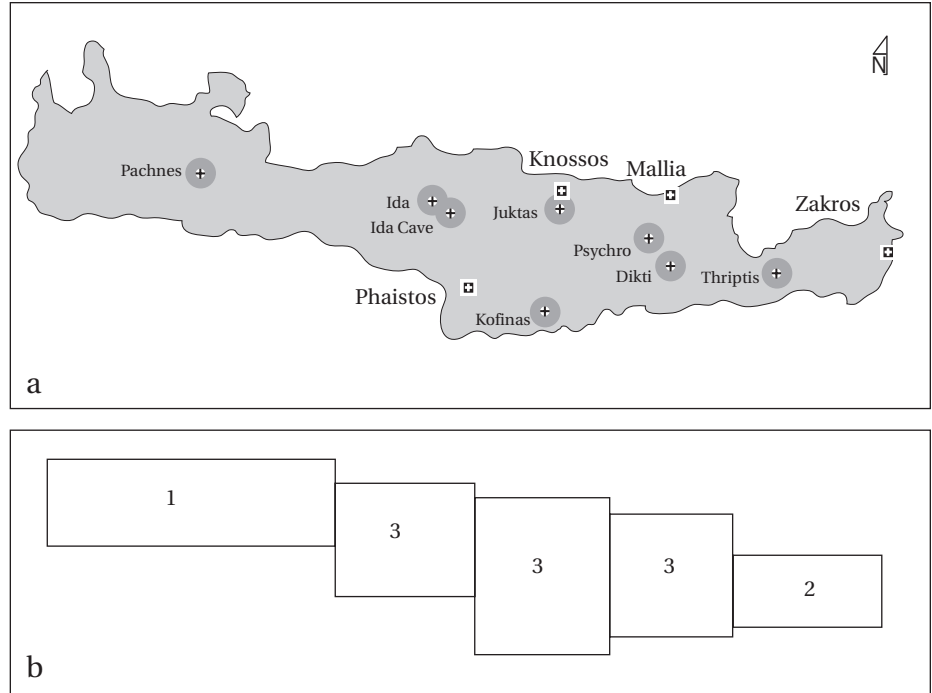 N
Knossos
Mallia
Pachnes
Ida
Zakros
Juktas
Ida Cave
Psychro
Dikti
Thriptis
Phaistos
Kofinas
a
1
3
3
3
2
b